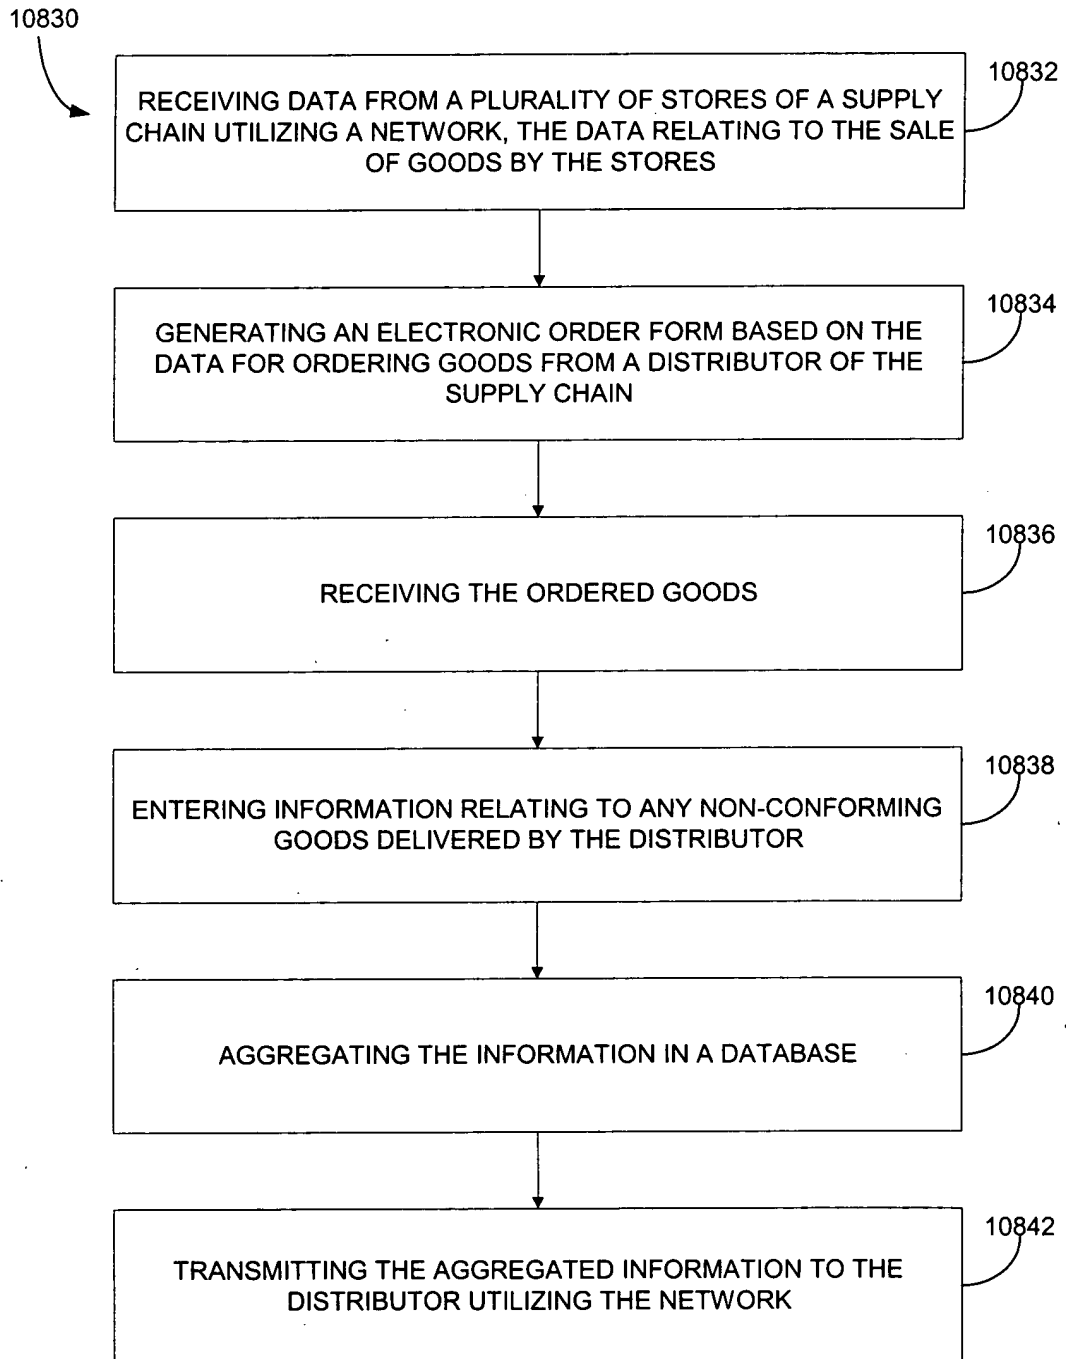 10830
10832
RECEIVING DATA FROM A PLURALITY OF STORES OF A SUPPLY
CHAIN UTILIZING A NETWORK, THE DATA RELATING TO THE SALE
OF GOODS BY THE STORES
10834
GENERATING AN ELECTRONIC ORDER FORM BASED ON THE
DATA FOR ORDERING GOODS FROM A DISTRIBUTOR OF THE
SUPPLY CHAIN
10836
RECEIVING THE ORDERED GOODS
10838
ENTERING INFORMATION RELATING TO ANY NON-CONFORMING
GOODS DELIVERED BY THE DISTRIBUTOR
10840
AGGREGATING THE INFORMATION IN A DATABASE
10842
TRANSMITTING THE AGGREGATED INFORMATION TO THE
DISTRIBUTOR UTILIZING THE NETWORK